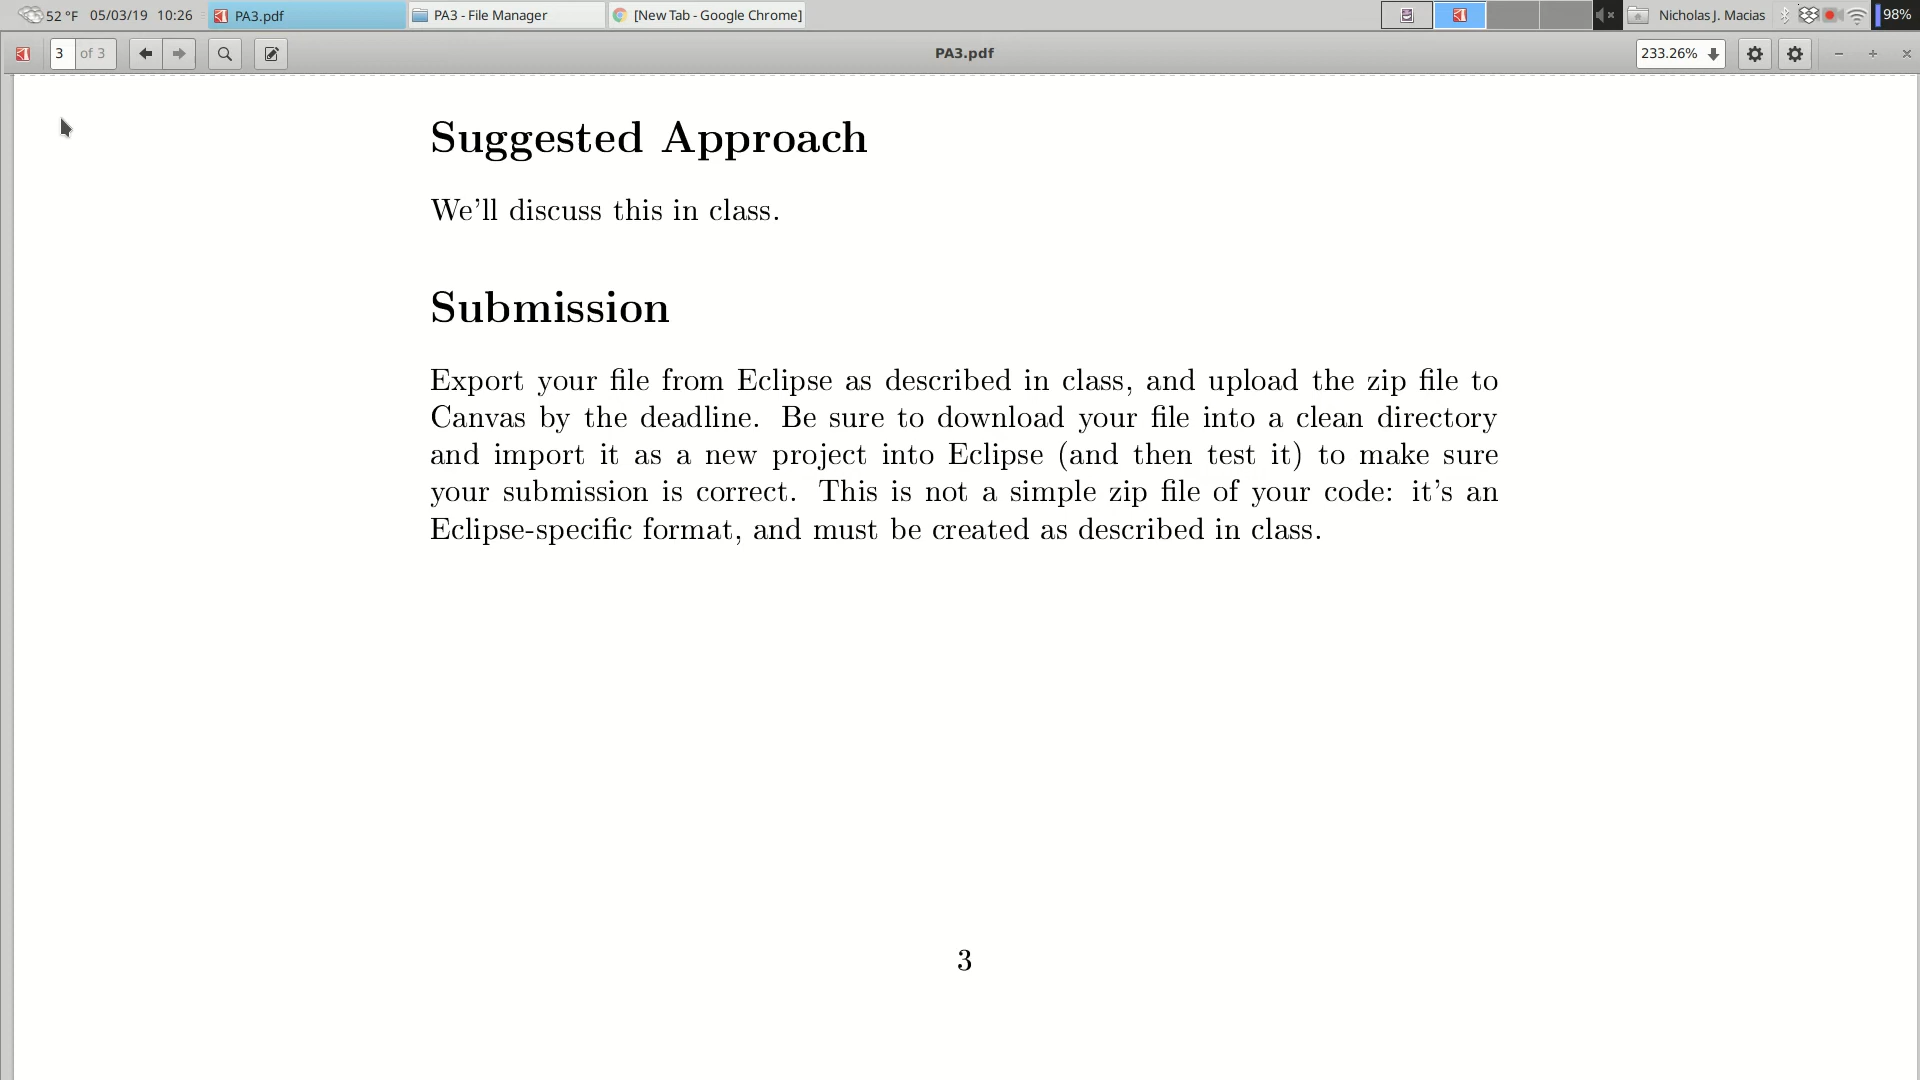 52 °F 05/03/19 10:26 PA3.pdf PA3 - File Manager [New Tab - Google Chrome] Nicholas J. Macias 98%
3 of 3 PA3.pdf 233.26%
Suggested Approach
We'll discuss this in class.
Submission
Export your file from Eclipse as described in class, and upload the zip file to
Canvas by the deadline. Be sure to download your file into a clean directory
and import it as a new project into Eclipse (and then test it) to make sure
your submission is correct. This is not a simple zip file of your code: it's an
Eclipse-specific format, and must be created as described in class.
3